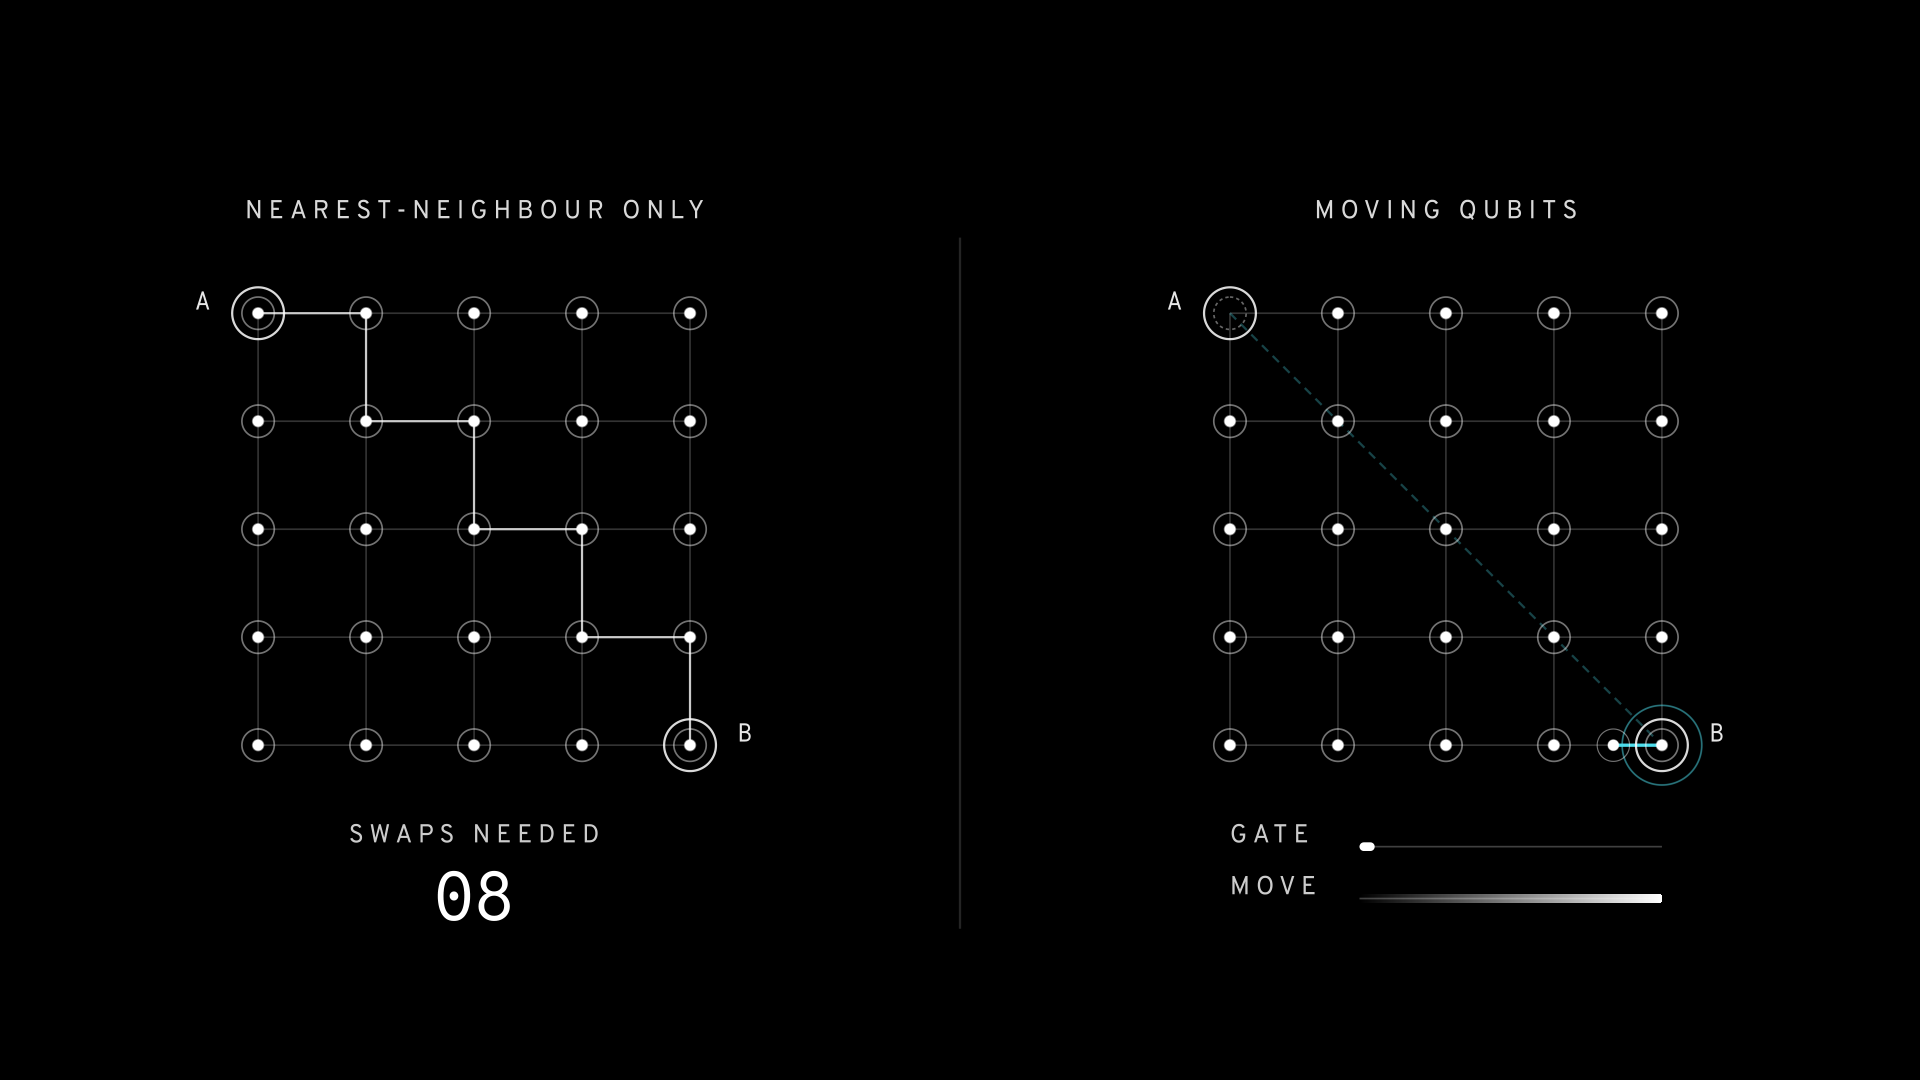 NEAREST-NEIGHBOUR ONLY
A
B
SWAPS NEEDED
08
MOVING QUBITS
A
B
GATE
MOVE